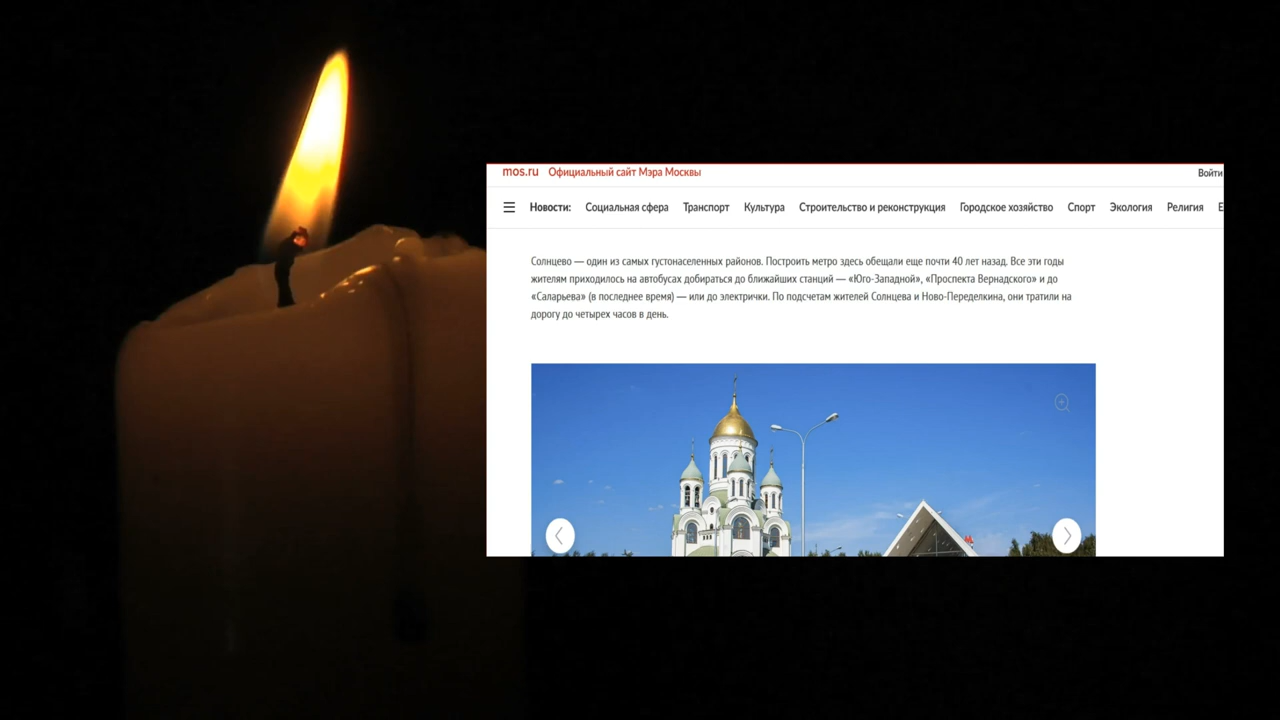 mos.ru Официальный сайт Мэра Москвы
Войти
Новости: Социальная сфера Транспорт Культура Строительство и реконструкция Городское хозяйство Спорт Экология Религия
Солнцево — один из самых густонаселенных районов. Построить метро здесь обещали еще почти 40 лет назад. Все эти годы
жителям приходилось на автобусах добираться до ближайших станций — «Юго-Западной», «Проспекта Вернадского» и до
«Саларьева» (в последнее время) — или до электрички. По подсчетам жителей Солнцева и Ново-Переделкина, они тратили на
дорогу до четырех часов в день.